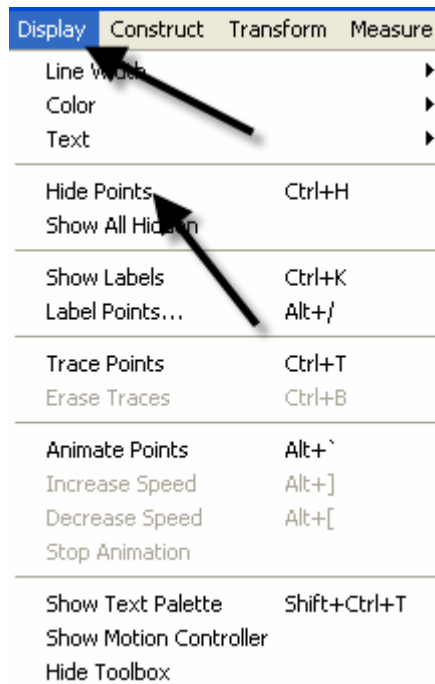 Display Construct Transform Measure
Line Width
Color
Text
Hide Points Ctrl+H
Show All Hidden
Show Labels Ctrl+K
Label Points... Alt+/
Trace Points Ctrl+T
Erase Traces Ctrl+B
Animate Points Alt+`
Increase Speed Alt+]
Decrease Speed Alt+[
Stop Animation
Show Text Palette Shift+Ctrl+T
Show Motion Controller
Hide Toolbox